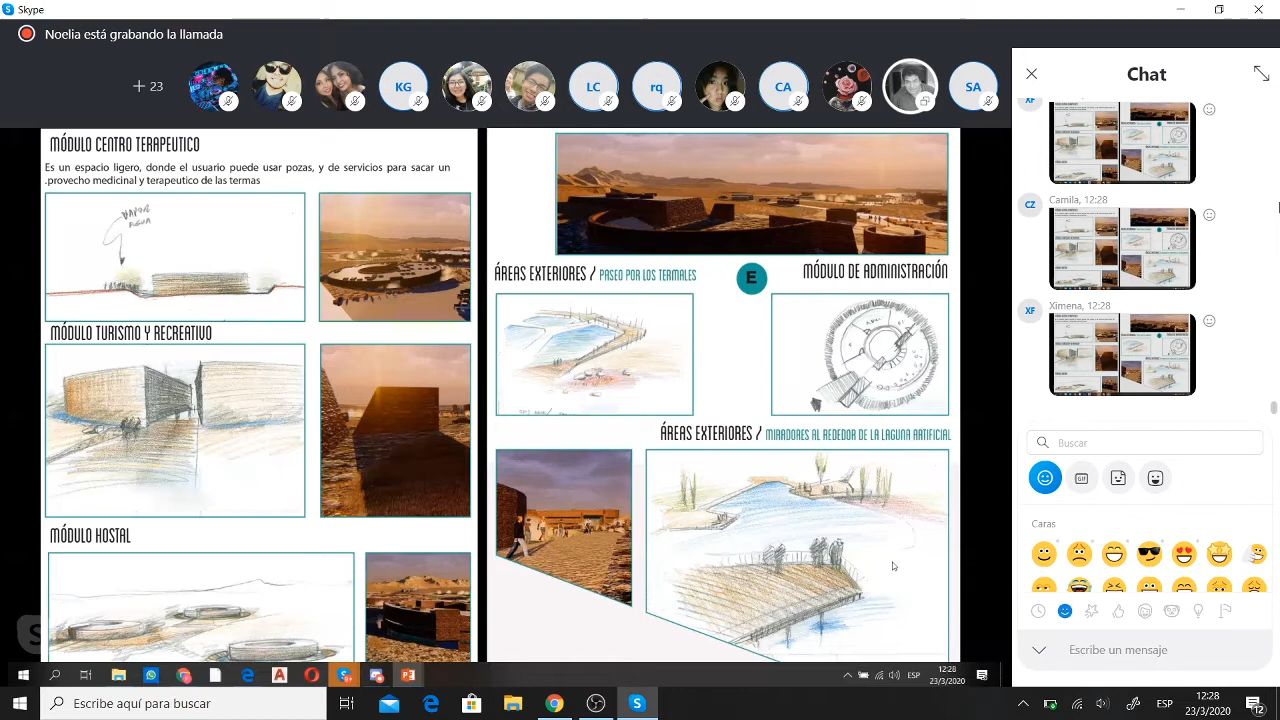 Skype
Noelia está grabando la llamada
+ 23
KG
LC
rq
CA
SA
MÓDULO CENTRO TERAPEUTICO
Es un espacio ligero, donde el usuario puede usar pozas, y de servicios para sacar un
.provecho medicinal y terapeutico de las termas
VAPOR
AGUA
MÓDULO TURISMO Y RECREATIVO
MÓDULO HOSTAL
ÁREAS EXTERIORES / PASEO POR LOS TERMALES
E
MÓDULO DE ADMINISTRACIÓN
ÁREAS EXTERIORES / MIRADORES AL REDEDOR DE LA LAGUNA ARTIFICIAL
12:28
ESP
23/3/2020
Chat
XF
CZ
Camila, 12:28
XF
Ximena, 12:28
Buscar
GIF
Caras
Escribe un mensaje
Escribe aquí para buscar
ESP
12:28
23/3/2020
12